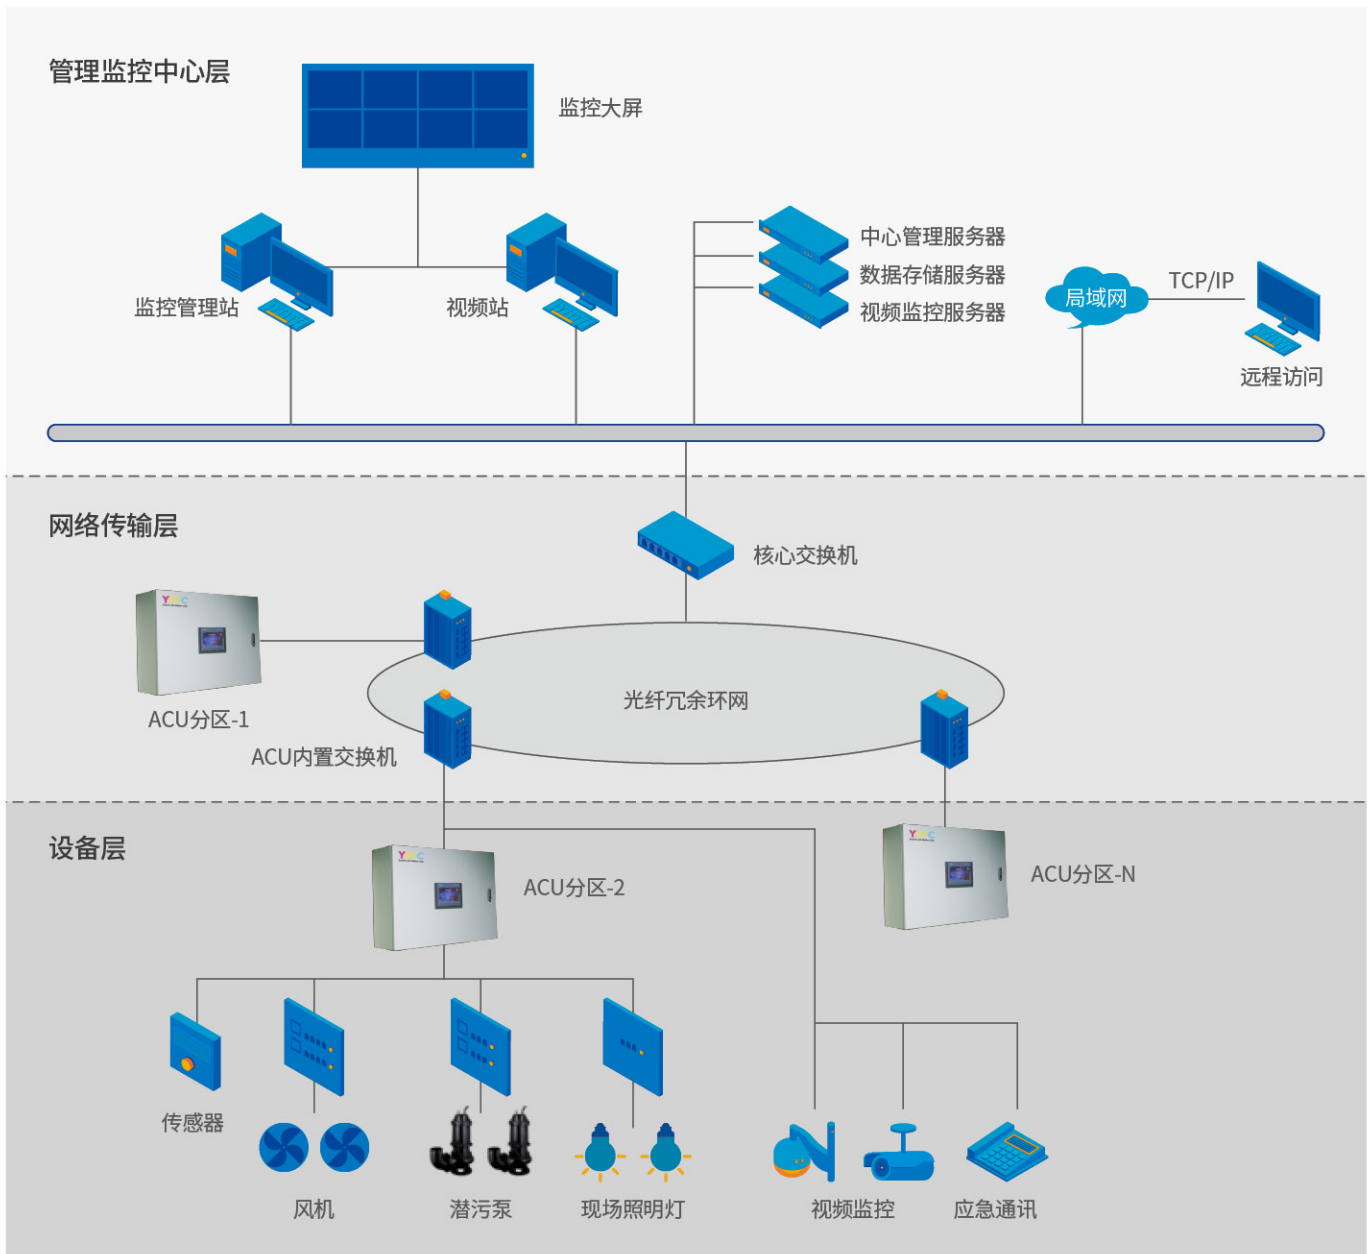 管理监控中心层
监控大屏
监控管理站
视频站
中心管理服务器
数据存储服务器
视频监控服务器
局域网
TCP/IP
远程访问
网络传输层
核心交换机
ACU分区-1
光纤冗余环网
ACU内置交换机
设备层
ACU分区-2
ACU分区-N
传感器
风机
潜污泵
现场照明灯
视频监控
应急通讯